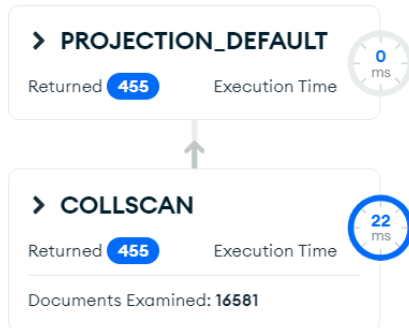 PROJECTION_DEFAULT
Returned 455 Execution Time 0 ms
COLLSCAN
Returned 455 Execution Time 22 ms
Documents Examined: 16581